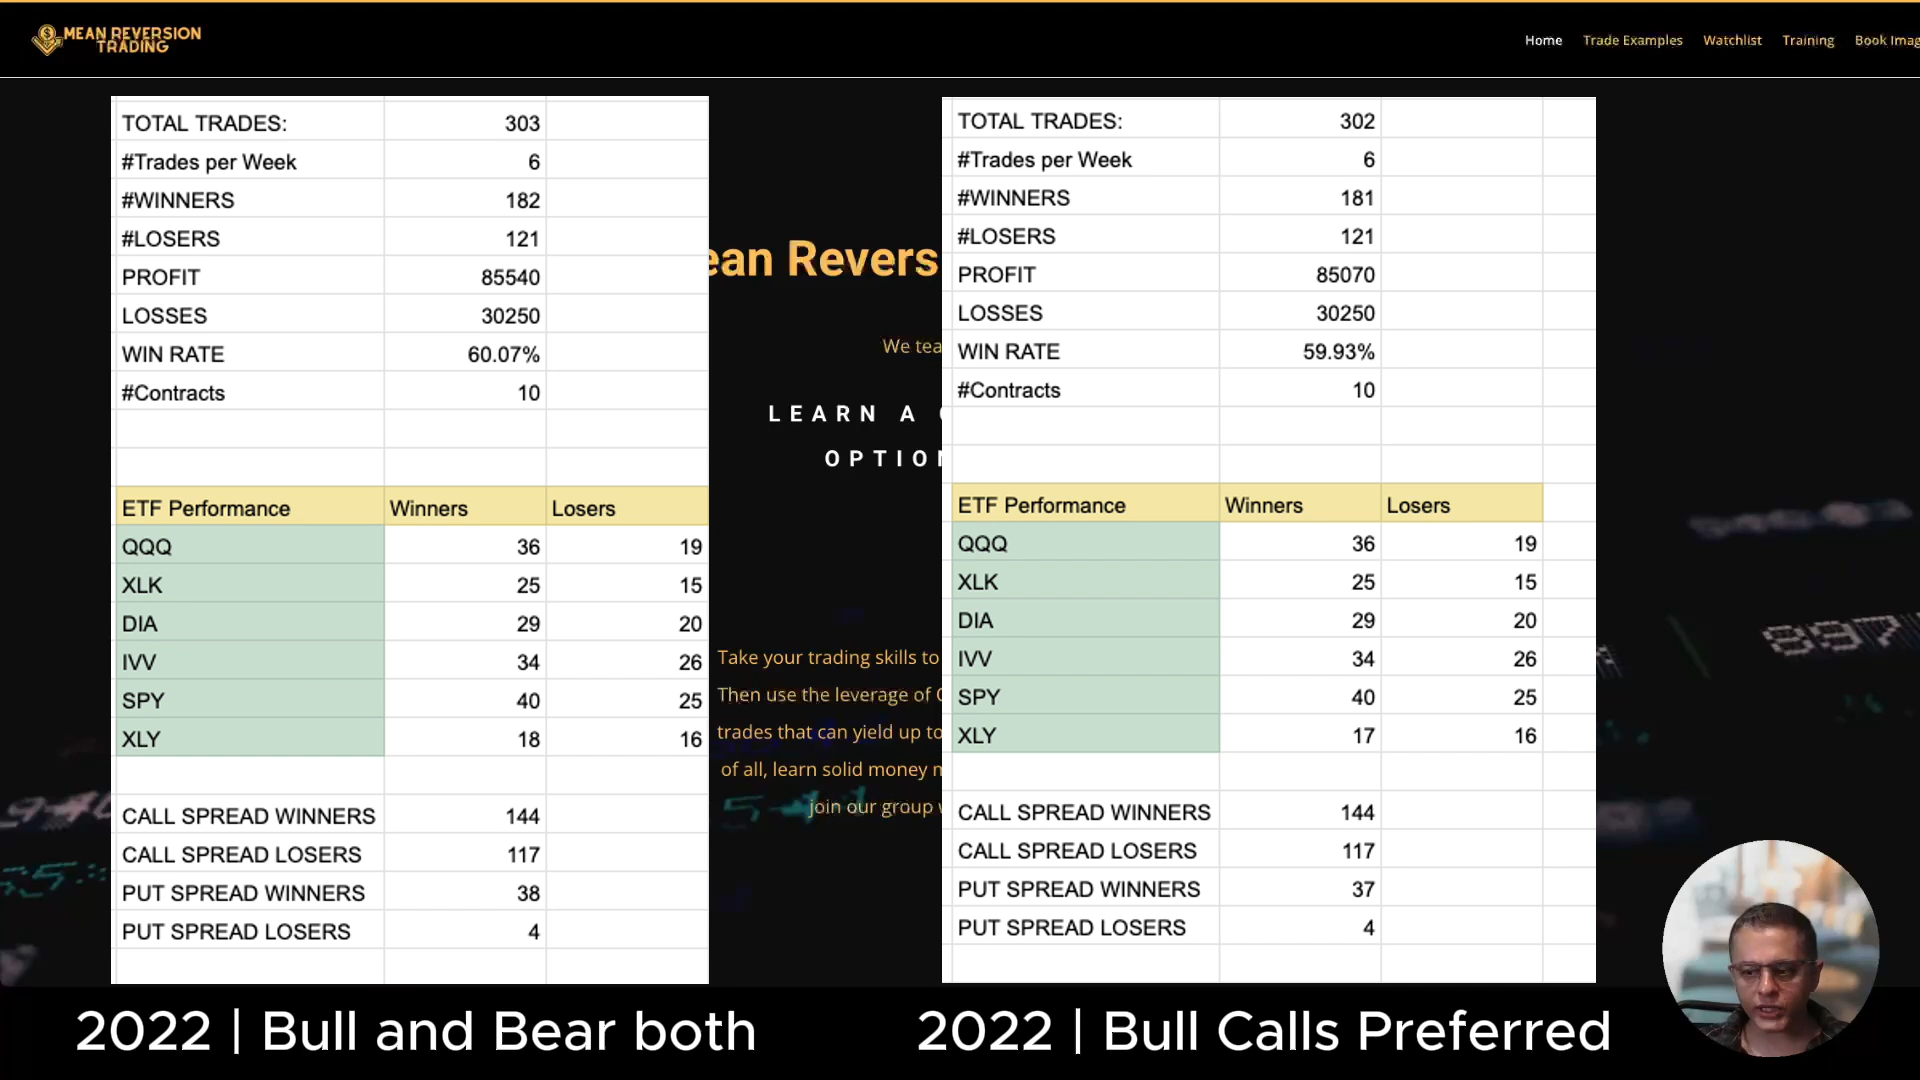 MEAN REVERSION
TRADING
Home Trade Examples Watchlist Training Book Imag
TOTAL TRADES: 303
#Trades per Week 6
#WINNERS 182
#LOSERS 121
PROFIT 85540
LOSSES 30250
WIN RATE 60.07%
#Contracts 10
ETF Performance Winners Losers
QQQ 36 19
XLK 25 15
DIA 29 20
IVV 34 26
SPY 40 25
XLY 18 16
CALL SPREAD WINNERS 144
CALL SPREAD LOSERS 117
PUT SPREAD WINNERS 38
PUT SPREAD LOSERS 4
2022 | Bull and Bear both
ean Revers
We tea
LEARN A
OPTION
Take your trading skills to
Then use the leverage of
trades that can yield up to
of all, learn solid money m
join our group
TOTAL TRADES: 302
#Trades per Week 6
#WINNERS 181
#LOSERS 121
PROFIT 85070
LOSSES 30250
WIN RATE 59.93%
#Contracts 10
ETF Performance Winners Losers
QQQ 36 19
XLK 25 15
DIA 29 20
IVV 34 26
SPY 40 25
XLY 17 16
CALL SPREAD WINNERS 144
CALL SPREAD LOSERS 117
PUT SPREAD WINNERS 37
PUT SPREAD LOSERS 4
2022 | Bull Calls Preferred
997